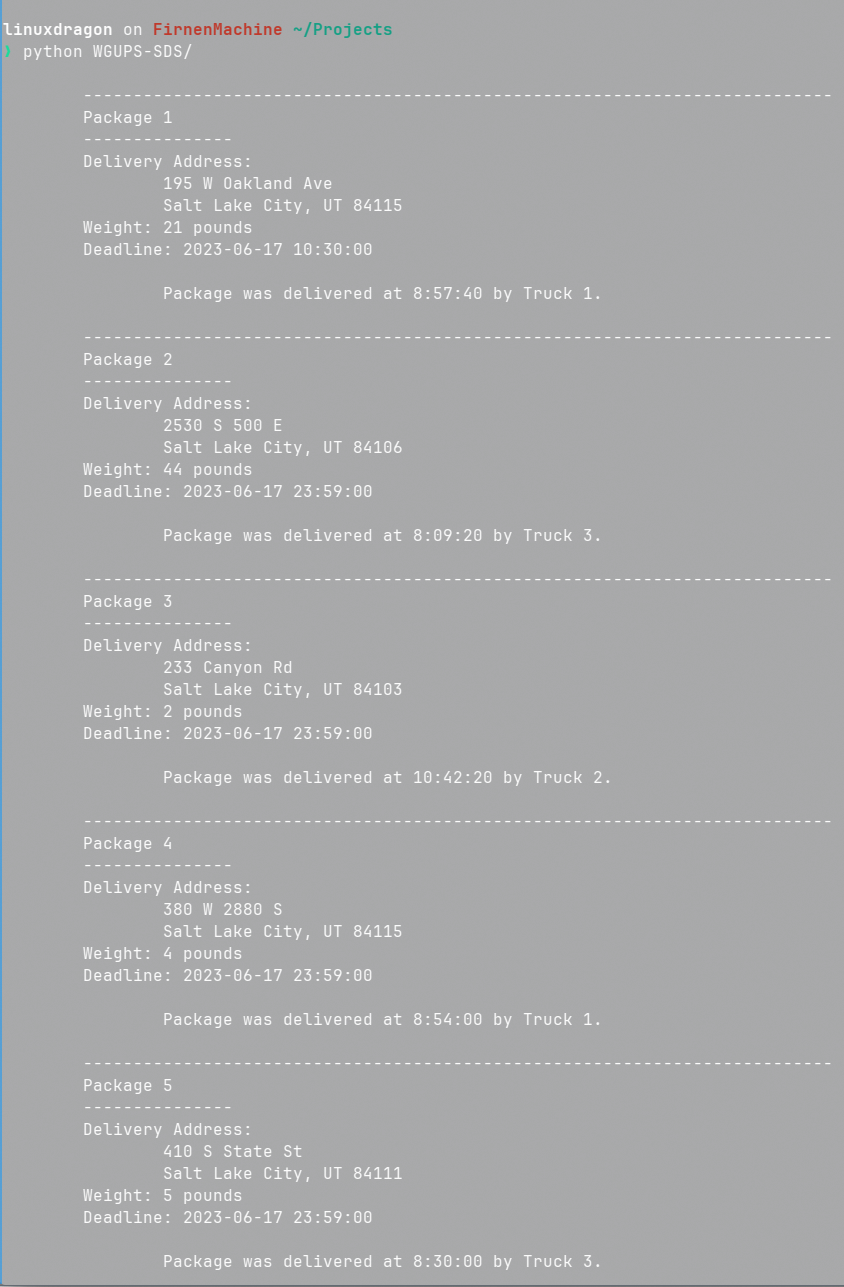 linuxdragon on FirnenMachine ~/Projects
❯ python WGUPS-SDS/
---------------------------------------------------------------------------
Package 1
---------------
Delivery Address:
195 W Oakland Ave
Salt Lake City, UT 84115
Weight: 21 pounds
Deadline: 2023-06-17 10:30:00
Package was delivered at 8:57:40 by Truck 1.
---------------------------------------------------------------------------
Package 2
---------------
Delivery Address:
2530 S 500 E
Salt Lake City, UT 84106
Weight: 44 pounds
Deadline: 2023-06-17 23:59:00
Package was delivered at 8:09:20 by Truck 3.
---------------------------------------------------------------------------
Package 3
---------------
Delivery Address:
233 Canyon Rd
Salt Lake City, UT 84103
Weight: 2 pounds
Deadline: 2023-06-17 23:59:00
Package was delivered at 10:42:20 by Truck 2.
---------------------------------------------------------------------------
Package 4
---------------
Delivery Address:
380 W 2880 S
Salt Lake City, UT 84115
Weight: 4 pounds
Deadline: 2023-06-17 23:59:00
Package was delivered at 8:54:00 by Truck 1.
---------------------------------------------------------------------------
Package 5
---------------
Delivery Address:
410 S State St
Salt Lake City, UT 84111
Weight: 5 pounds
Deadline: 2023-06-17 23:59:00
Package was delivered at 8:30:00 by Truck 3.